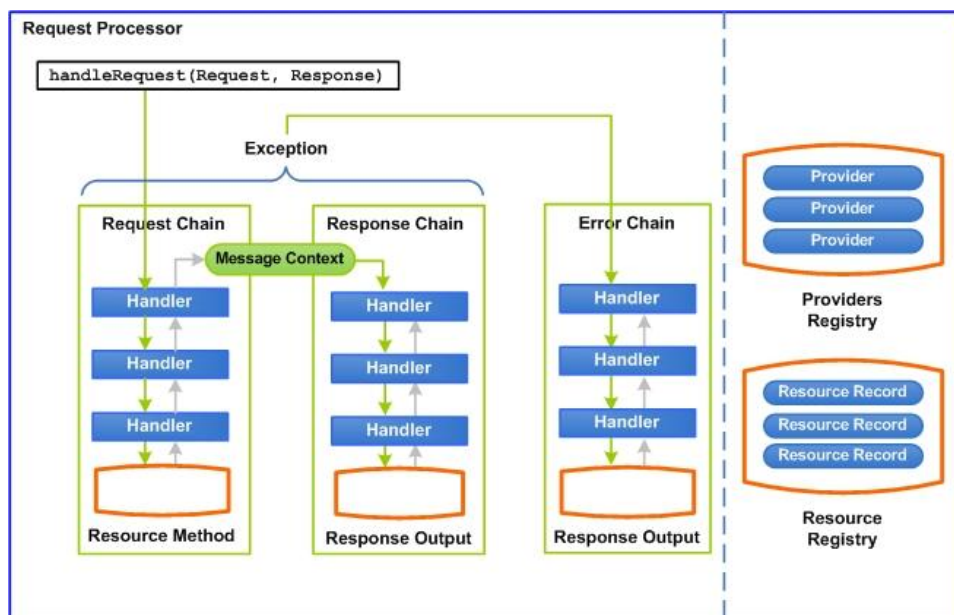 Request Processor
handleRequest(Request, Response)
Exception
Request Chain
Message Context
Handler
Handler
Handler
Resource Method
Response Chain
Handler
Handler
Handler
Response Output
Error Chain
Handler
Handler
Handler
Response Output
Provider
Provider
Provider
Providers
Registry
Resource Record
Resource Record
Resource Record
Resource
Registry